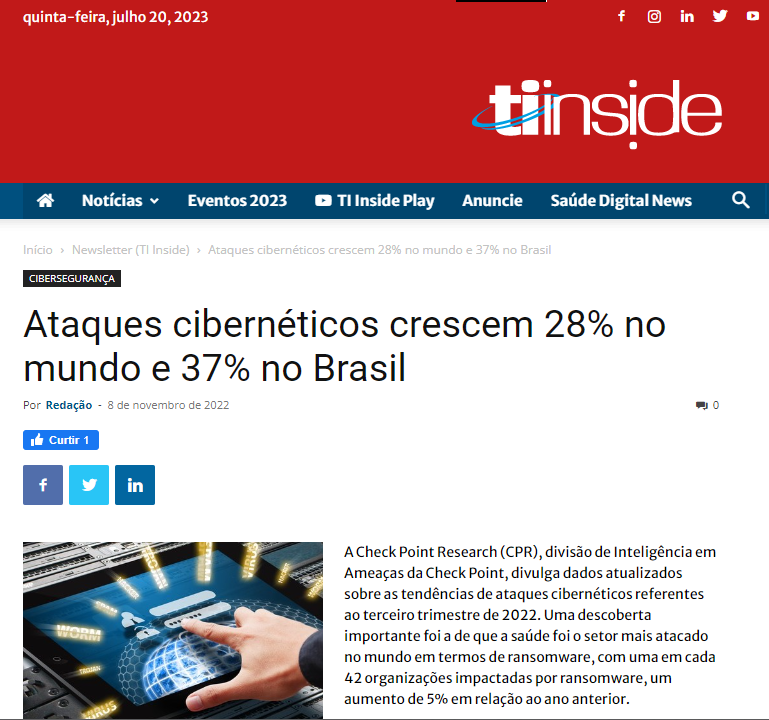 quinta-feira, julho 20, 2023
tiinside
Notícias
Eventos 2023
TI Inside Play
Anuncie
Saúde Digital News
Início › Newsletter (TI Inside) › Ataques cibernéticos crescem 28% no mundo e 37% no Brasil
CIBERSEGURANÇA
Ataques cibernéticos crescem 28% no
mundo e 37% no Brasil
Por Redação - 8 de novembro de 2022
0
Curtir 1
VIRUS
WORM
TROJAN
VIRUS
A Check Point Research (CPR), divisão de Inteligência em
Ameaças da Check Point, divulga dados atualizados
sobre as tendências de ataques cibernéticos referentes
ao terceiro trimestre de 2022. Uma descoberta
importante foi a de que a saúde foi o setor mais atacado
no mundo em termos de ransomware, com uma em cada
42 organizações impactadas por ransomware, um
aumento de 5% em relação ao ano anterior.